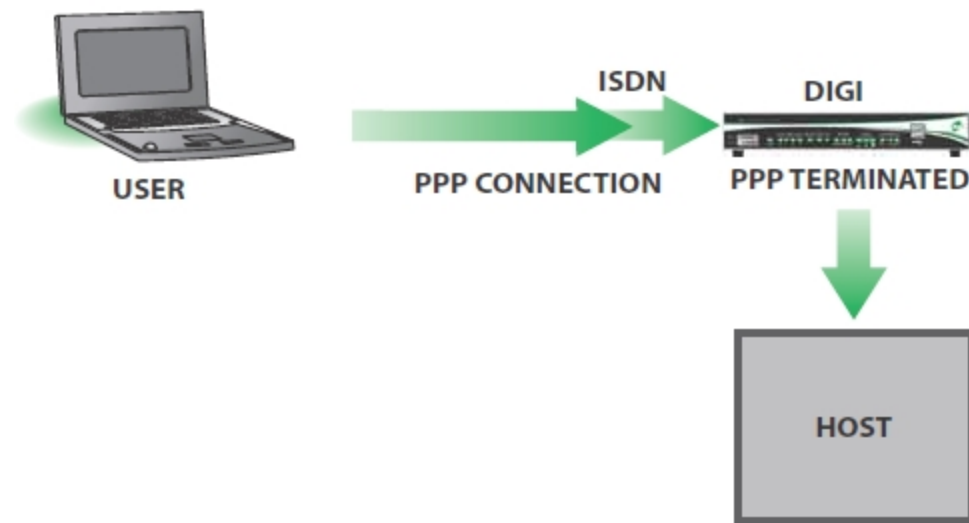 ISDN
DIGI
USER
PPP CONNECTION
PPP TERMINATED
HOST